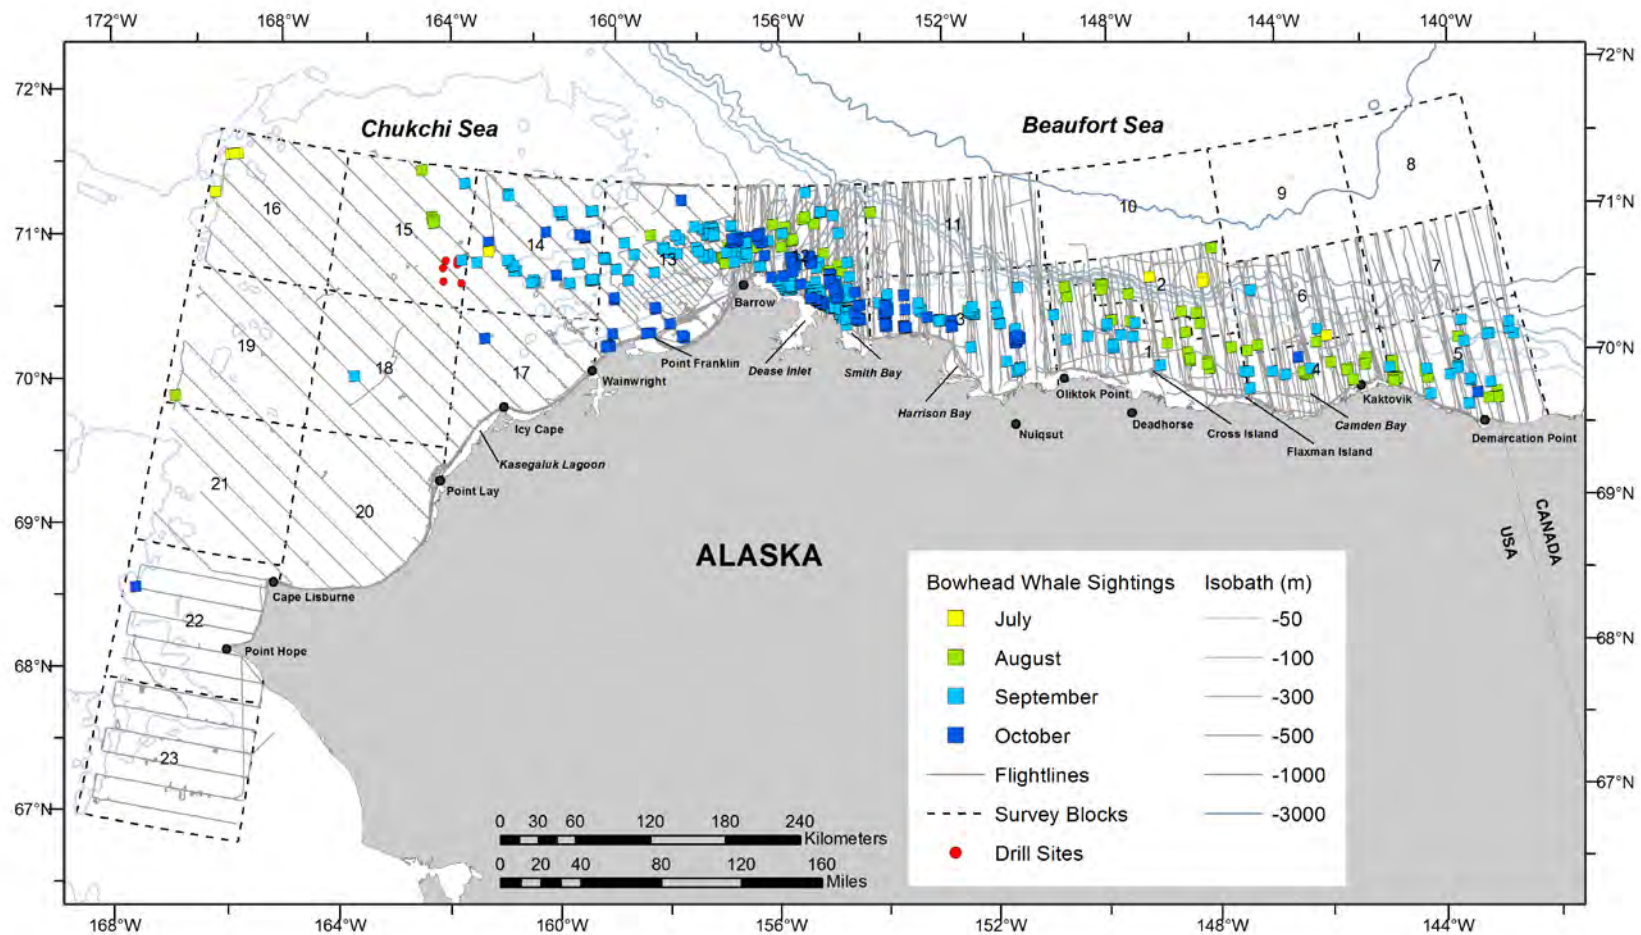 172°W 168°W 164°W 160°W 156°W 152°W 148°W 144°W 140°W
72°N 72°N
Chukchi Sea
Beaufort Sea
8
9
10
16
71°N 71°N
11
15
14
13
12
7
2
6
Barrow
3
70°N 70°N
19
18
17
1
5
4
Point Franklin
Dease Inlet
Smith Bay
Wainwright
Oliktok Point
Kaktovik
Harrison Bay
Icy Cape
Nuiqsut
Deadhorse
Cross Island
Camden Bay
Demarcation Point
Flaxman Island
Kasegaluk Lagoon
21
Point Lay
69°N 69°N
20
USA
CANADA
ALASKA
Cape Lisburne
22
Point Hope
68°N 68°N
23
67°N 67°N
Bowhead Whale Sightings Isobath (m)
July -50
August -100
September -300
October -500
Flightlines -1000
Survey Blocks -3000
Drill Sites
0 30 60 120 180 240
Kilometers
0 20 40 80 120 160
Miles
168°W 164°W 160°W 156°W 152°W 148°W 144°W